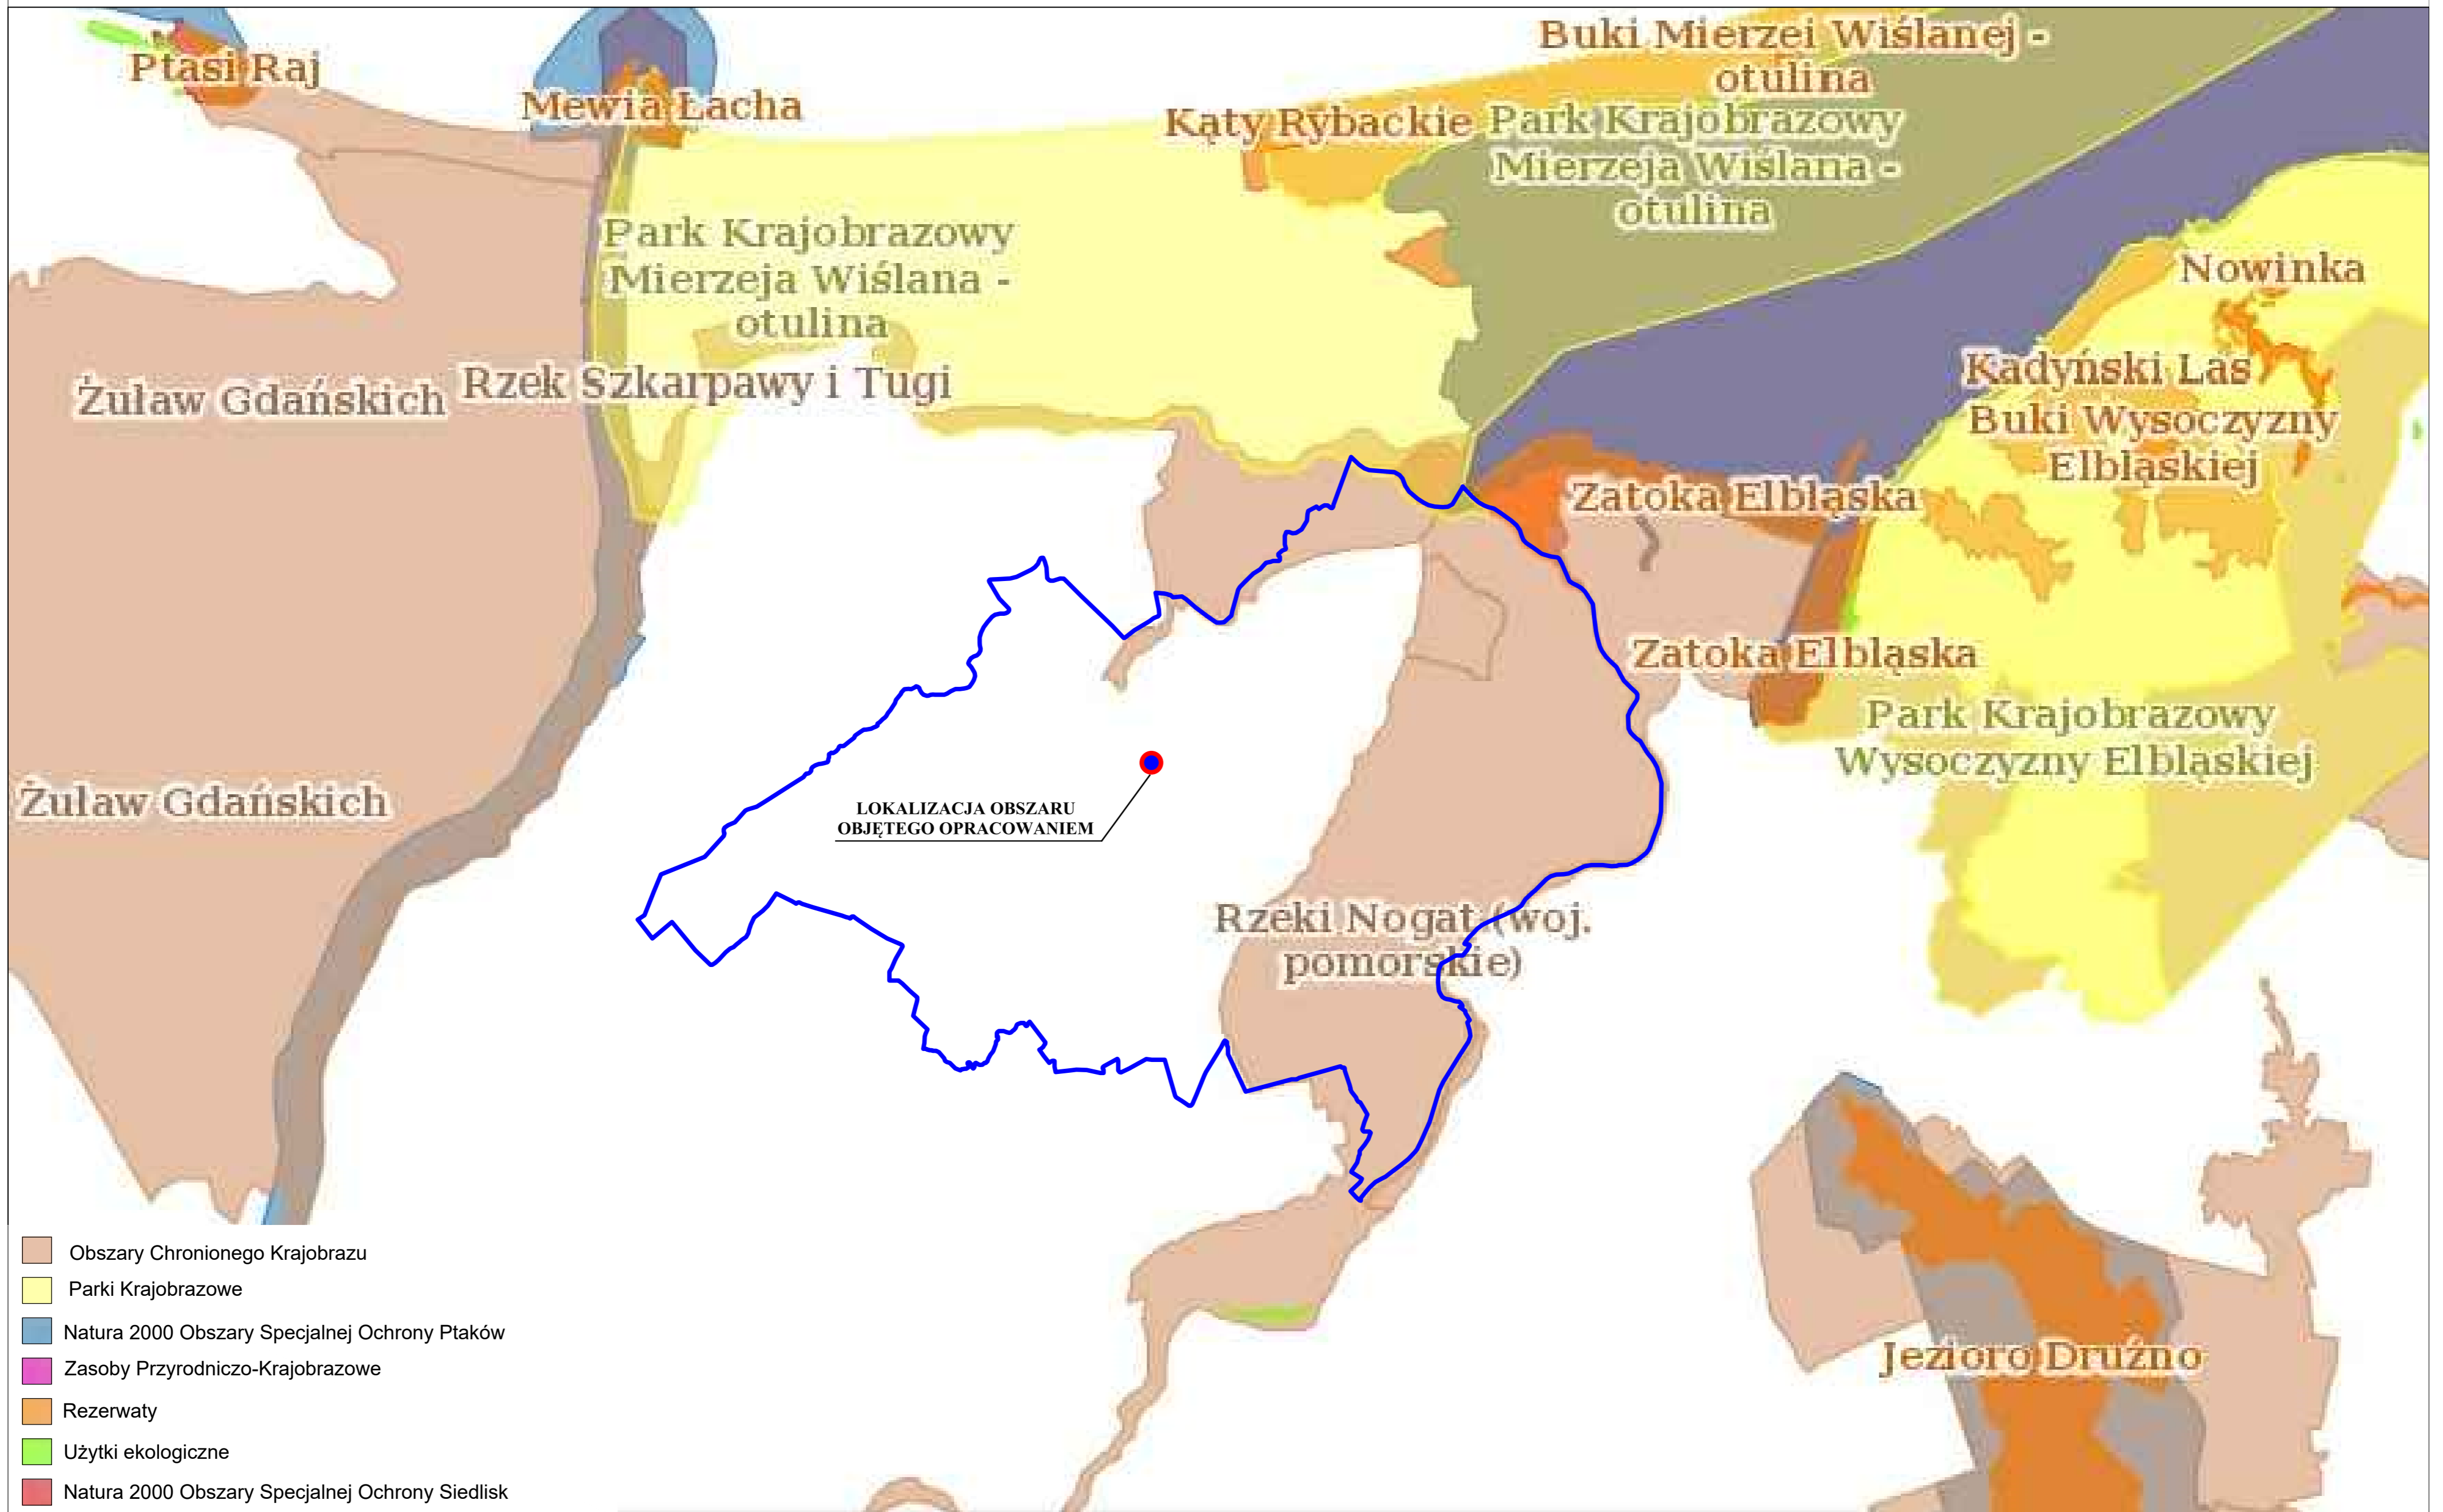 Buki Mierzei Wiślanej -
otulina
Ptasi Raj
Mewia Łacha
Kąty Rybackie
Park Krajobrazowy
Mierzeja Wiślana -
otulina
Park Krajobrazowy
Mierzeja Wiślana -
otulina
Nowinka
Kadyński Las
Buki Wysoczyzny
Elbląskiej
Żuław Gdańskich
Rzek Szkarpawy i Tugi
Zatoka Elbląska
Zatoka Elbląska
Park Krajobrazowy
Wysoczyzny Elbląskiej
Żuław Gdańskich
LOKALIZACJA OBSZARU
OBJĘTEGO OPRACOWANIEM
Rzeki Nogat (woj.
pomorskie)
Jezioro Drużno
Obszary Chronionego Krajobrazu
Parki Krajobrazowe
Natura 2000 Obszary Specjalnej Ochrony Ptaków
Zasoby Przyrodniczo-Krajobrazowe
Rezerwaty
Użytki ekologiczne
Natura 2000 Obszary Specjalnej Ochrony Siedlisk